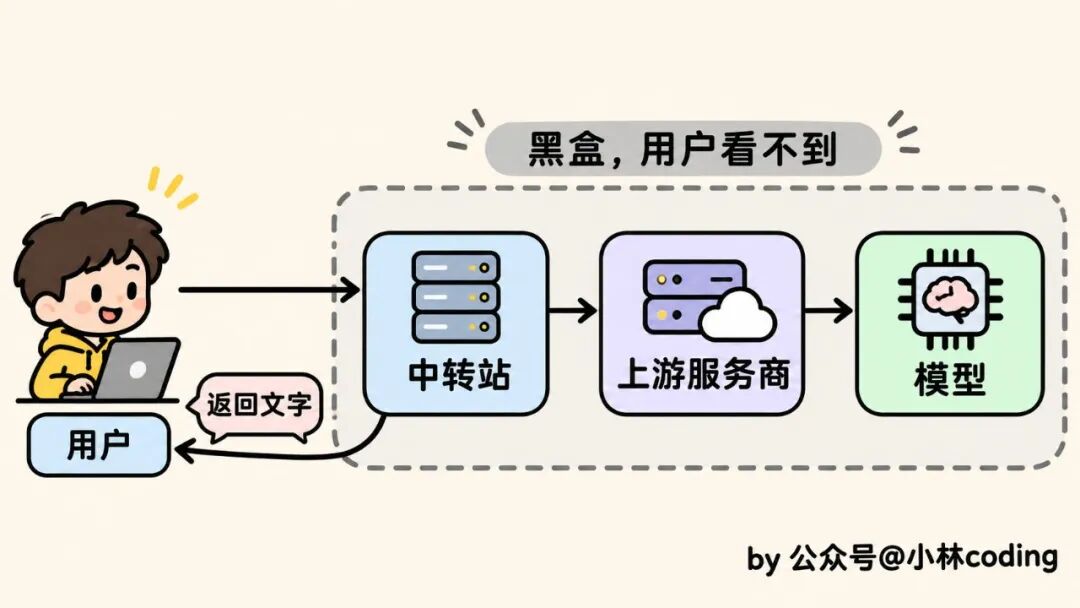 黑盒，用户看不到
中转站
上游服务商
模型
返回文字
用户
by 公众号@小林coding